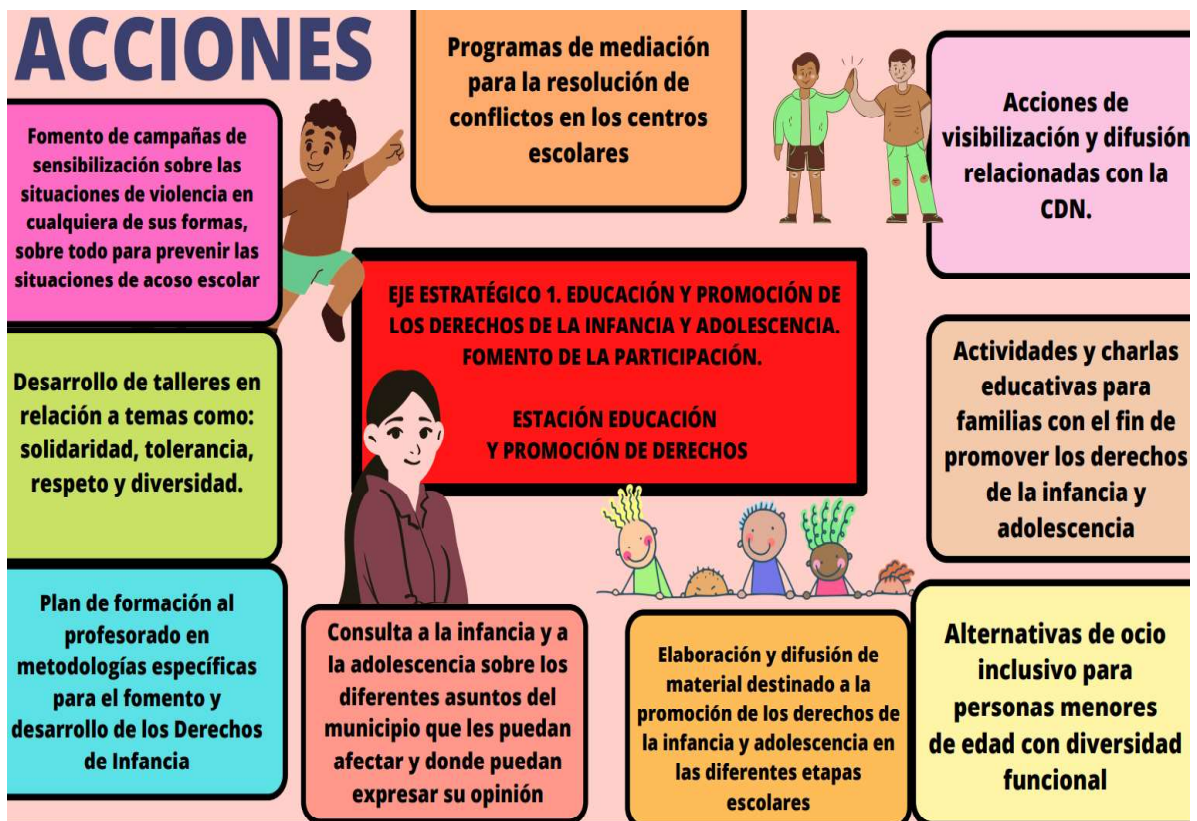 ACCIONES
Programas de mediación
para la resolución de
conflictos en los centros
escolares
Acciones de
visibilización y difusión
relacionadas con la
CDN.
Fomento de campañas de
sensibilización sobre las
situaciones de violencia en
cualquiera de sus formas,
sobre todo para prevenir las
situaciones de acoso escolar
EJE ESTRATÉGICO 1. EDUCACIÓN Y PROMOCIÓN DE
LOS DERECHOS DE LA INFANCIA Y ADOLESCENCIA.
FOMENTO DE LA PARTICIPACIÓN.
ESTACIÓN EDUCACIÓN
Y PROMOCIÓN DE DERECHOS
Desarrollo de talleres en
relación a temas como:
solidaridad, tolerancia,
respeto y diversidad.
Actividades y charlas
educativas para
familias con el fin de
promover los derechos
de la infancia y
adolescencia
Plan de formación al
profesorado en
metodologías específicas
para el fomento y
desarrollo de los Derechos
de Infancia
Consulta a la infancia y a
la adolescencia sobre los
diferentes asuntos del
municipio que les puedan
afectar y donde puedan
expresar su opinión
Elaboración y difusión de
material destinado a la
promoción de los derechos de
la infancia y adolescencia en
las diferentes etapas
escolares
Alternativas de ocio
inclusivo para
personas menores
de edad con diversidad
funcional